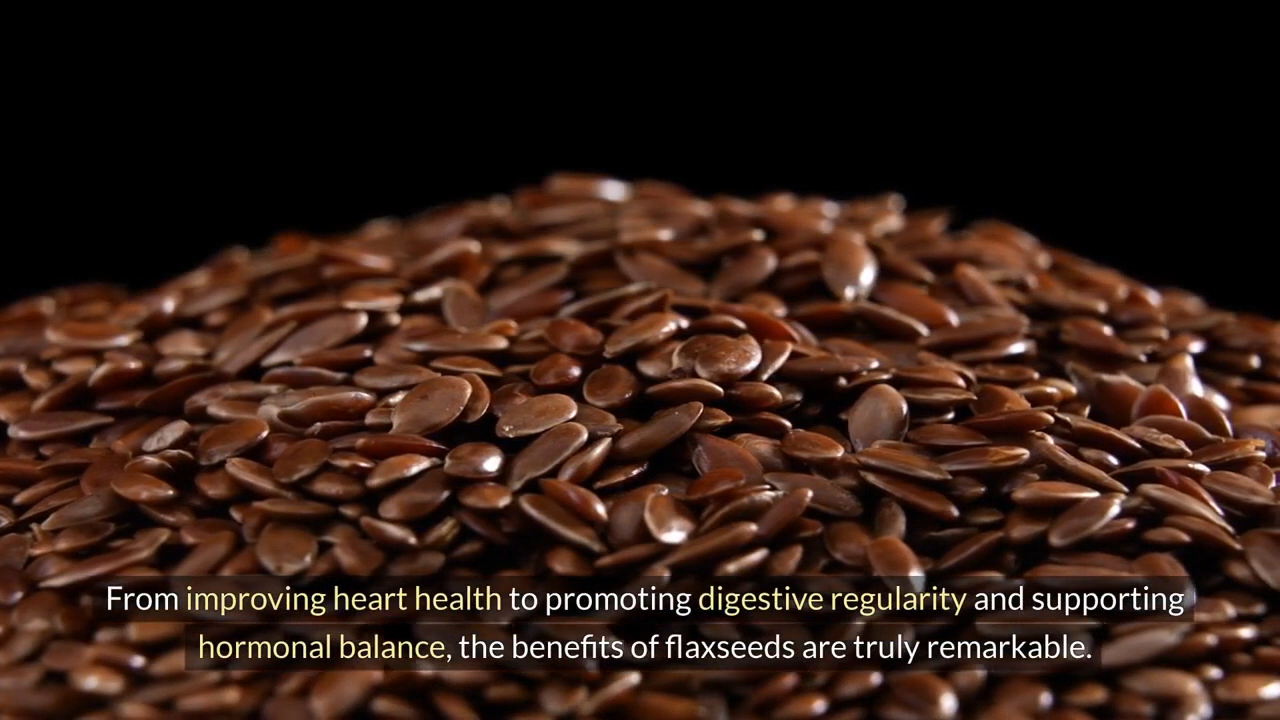 From improving heart health to promoting digestive regularity and supporting
hormonal balance, the benefits of flaxseeds are truly remarkable.